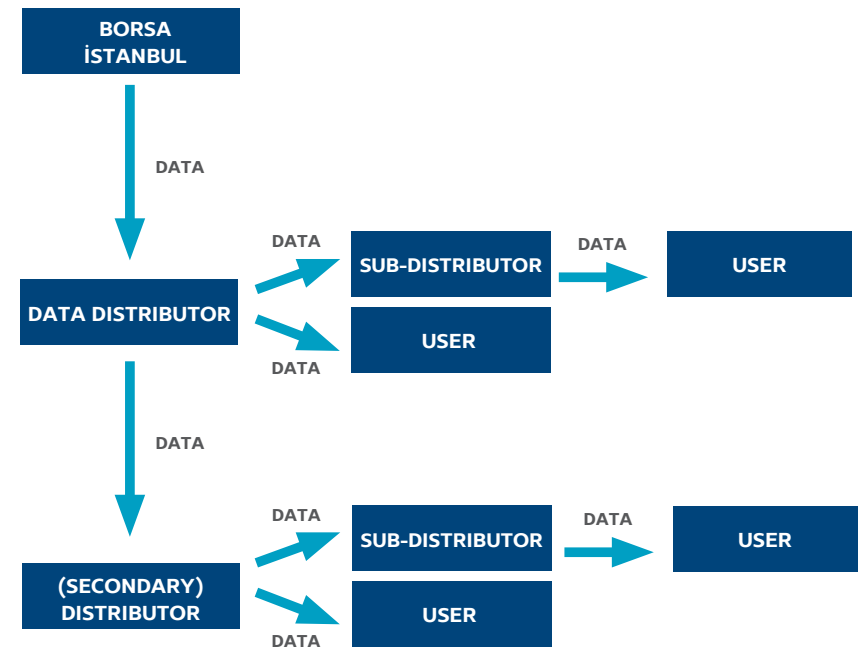 BORSA
İSTANBUL
DATA
DATA
SUB-DISTRIBUTOR
DATA
USER
DATA DISTRIBUTOR
USER
DATA
DATA
DATA
SUB-DISTRIBUTOR
DATA
USER
(SECONDARY)
DISTRIBUTOR
USER
DATA